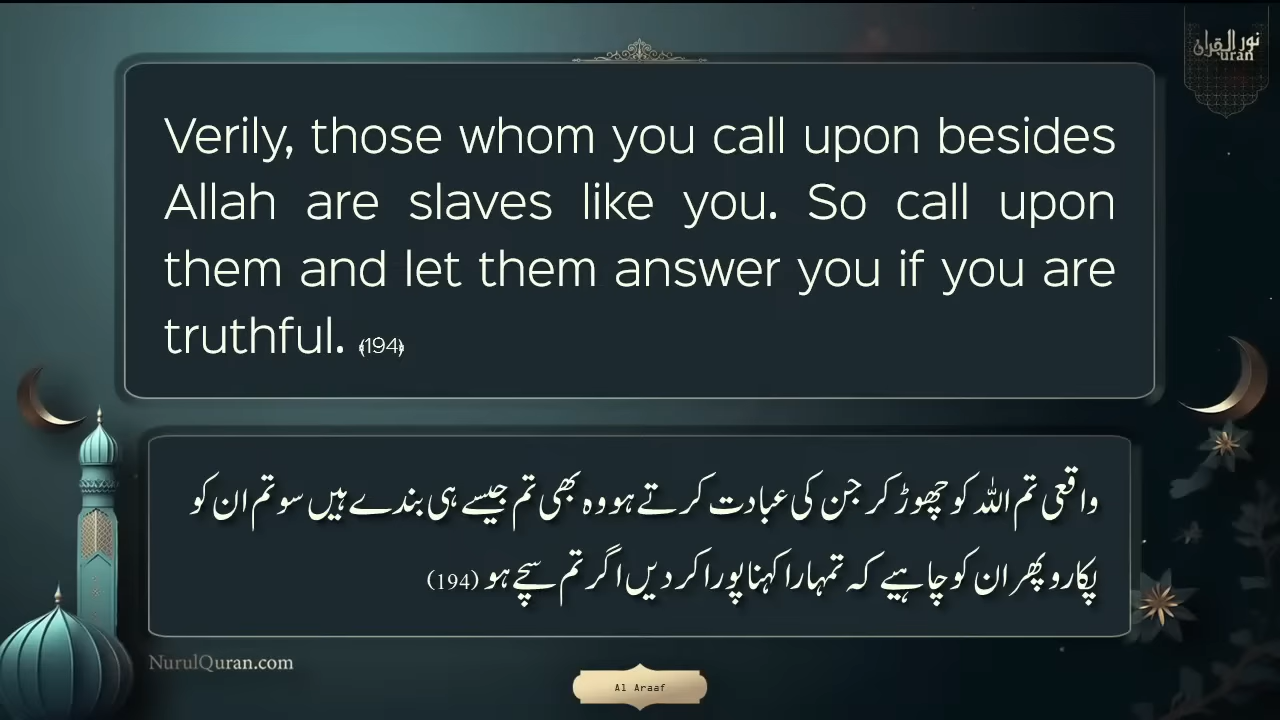 نور القرآن
uran
Verily, those whom you call upon besides
Allah are slaves like you. So call upon
them and let them answer you if you are
truthful. ﴾194﴿
واقعی تم اللہ کو چھوڑ کر جن کی عبادت کرتے ہو وہ بھی تم جیسے ہی بندے ہیں سو تم ان کو
پکارو پھر ان کو چاہیے کہ تمہارا کہنا پورا کر دیں اگر تم سچے ہو (194)
NurulQuran.com
Al Araaf